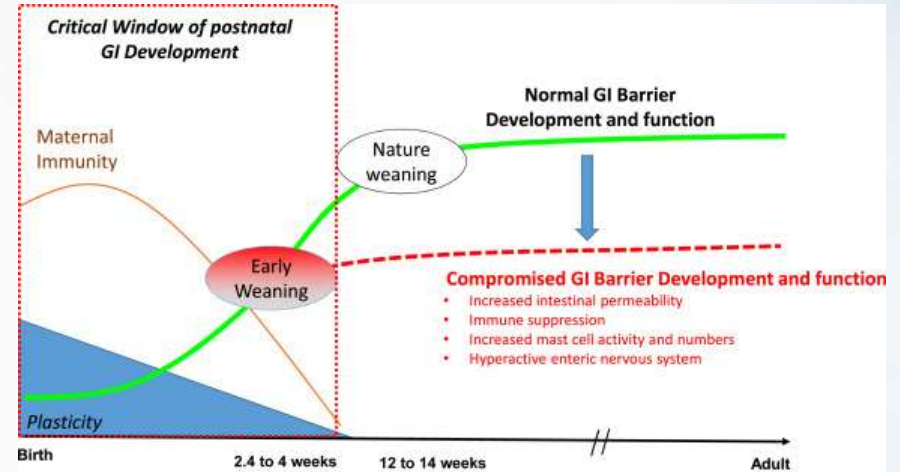 Critical Window of postnatal
GI Development
Maternal
Immunity
Normal GI Barrier
Development and function
Nature
weaning
Early
Weaning
Compromised GI Barrier Development and function
• Increased intestinal permeability
• Immune suppression
• Increased mast cell activity and numbers
• Hyperactive enteric nervous system
Plasticity
Birth
2.4 to 4 weeks
12 to 14 weeks
Adult